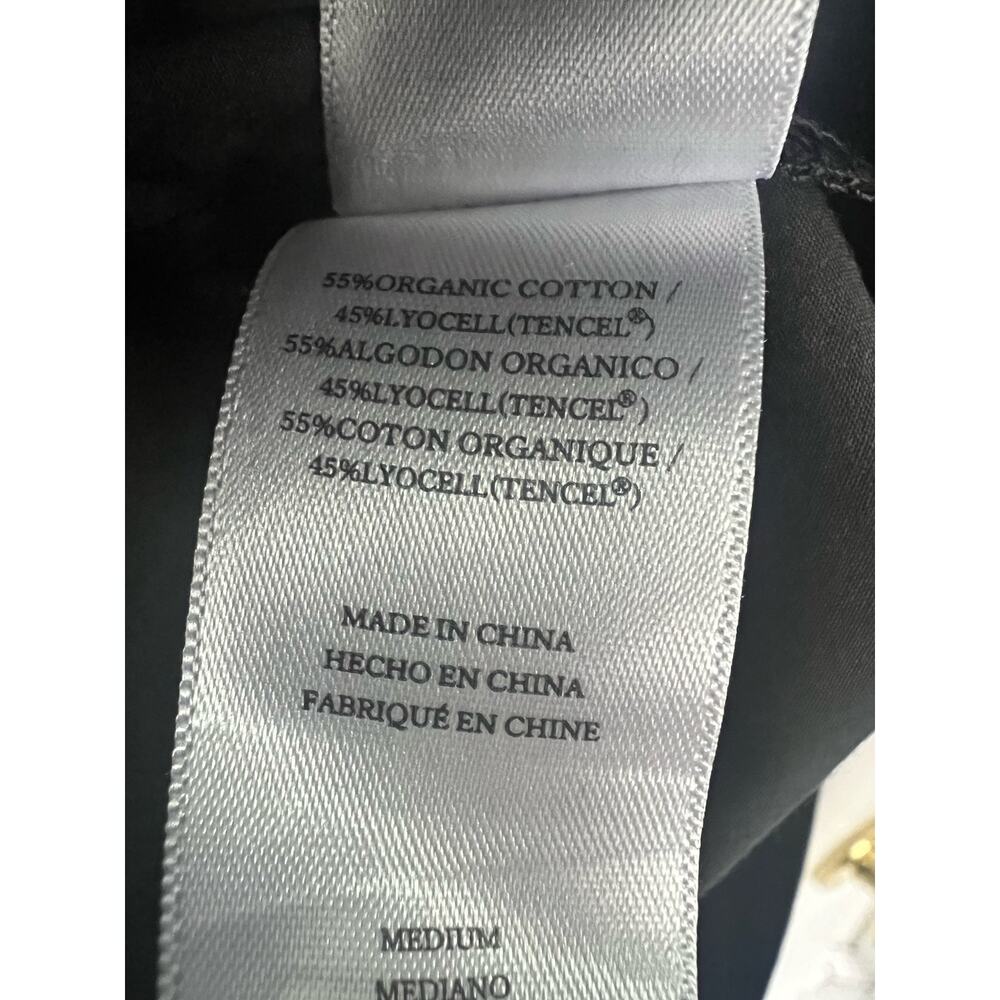 55%ORGANIC COTTON /
45%LYOCELL(TENCEL®)
55%ALGODON ORGANICO /
45%LYOCELL(TENCEL®)
55%COTON ORGANIQUE /
45%LYOCELL(TENCEL®)
MADE IN CHINA
HECHO EN CHINA
FABRIQUÉ EN CHINE
MEDIUM
MEDIANO